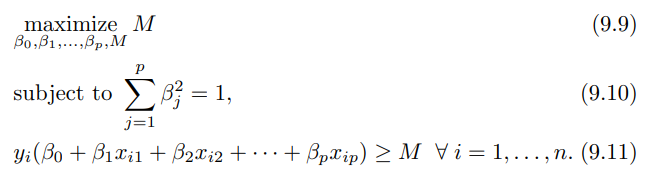 maximize M (9.9)
β₀,β₁,...,βₚ,M
subject to ∑ⱼ₌₁ᵖ βⱼ² = 1, (9.10)
yᵢ(β₀ + β₁xᵢ₁ + β₂xᵢ₂ + ··· + βₚxᵢₚ) ≥ M ∀ i = 1, . . . , n. (9.11)